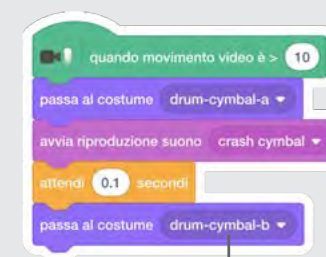 quando movimento video è > 10
passa al costume drum-cymbal-a
avvia riproduzione suono crash cymbal
attendi 0.1 secondi
passa al costume drum-cymbal-b